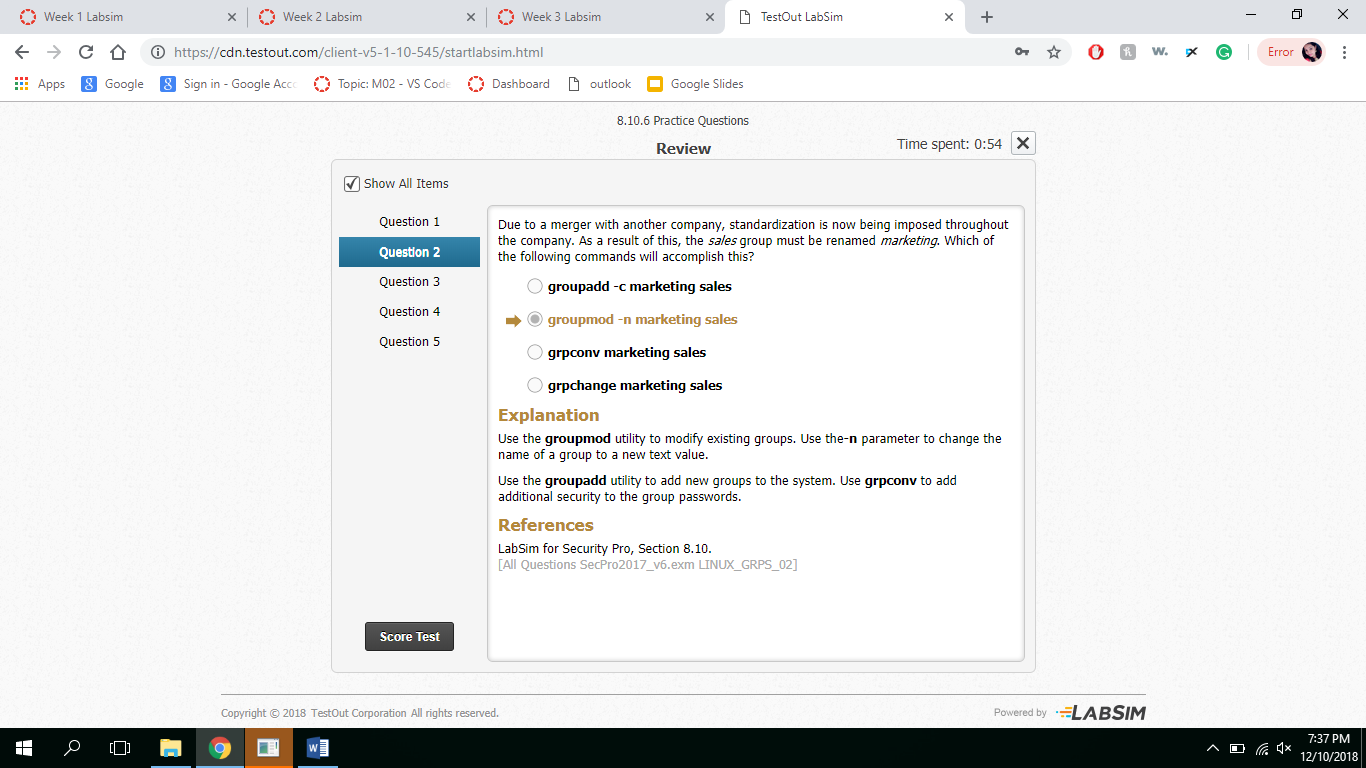 Week 1 Labsim
Week 2 Labsim
Week 3 Labsim
TestOut LabSim
https://cdn.testout.com/client-v5-1-10-545/startlabsim.html
Error
Apps
Google
Sign in - Google Acco
Topic: M02 - VS Code
Dashboard
outlook
Google Slides
8.10.6 Practice Questions
Review
Time spent: 0:54
Show All Items
Question 1
Question 2
Question 3
Question 4
Question 5
Due to a merger with another company, standardization is now being imposed throughout
the company. As a result of this, the sales group must be renamed marketing. Which of
the following commands will accomplish this?
groupadd -c marketing sales
groupmod -n marketing sales
grpconv marketing sales
grpchange marketing sales
Explanation
Use the groupmod utility to modify existing groups. Use the-n parameter to change the
name of a group to a new text value.
Use the groupadd utility to add new groups to the system. Use grpconv to add
additional security to the group passwords.
References
LabSim for Security Pro, Section 8.10.
[All Questions SecPro2017_v6.exm LINUX_GRPS_02]
Score Test
Copyright © 2018 TestOut Corporation All rights reserved.
Powered by LABSIM
7:37 PM
12/10/2018